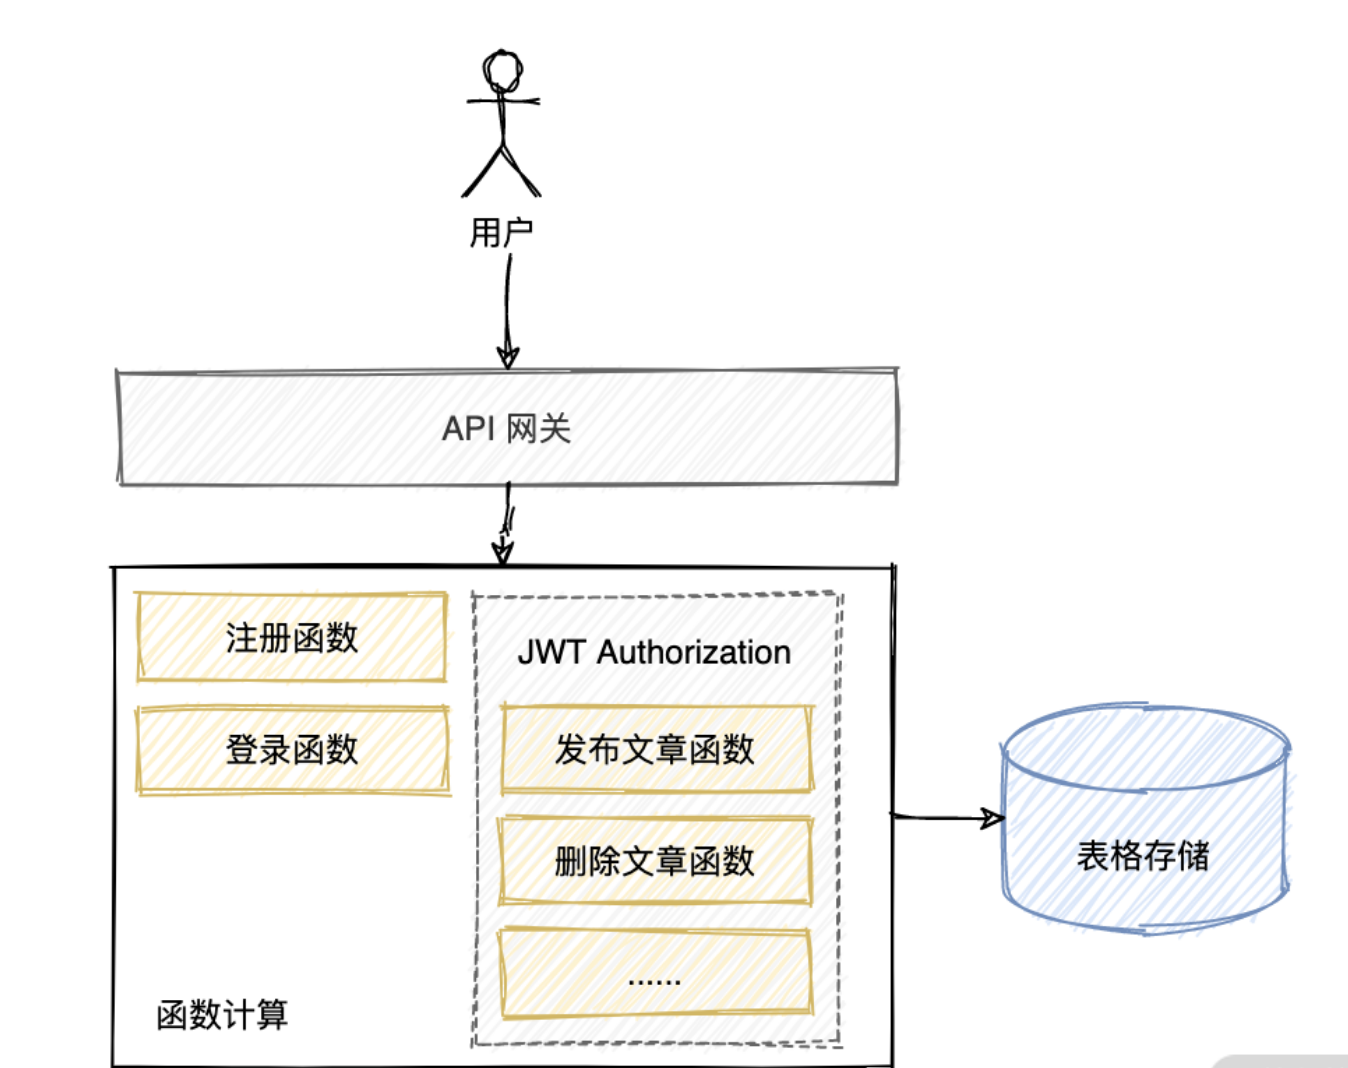 用户
API 网关
注册函数
登录函数
JWT Authorization
发布文章函数
删除文章函数
......
函数计算
表格存储